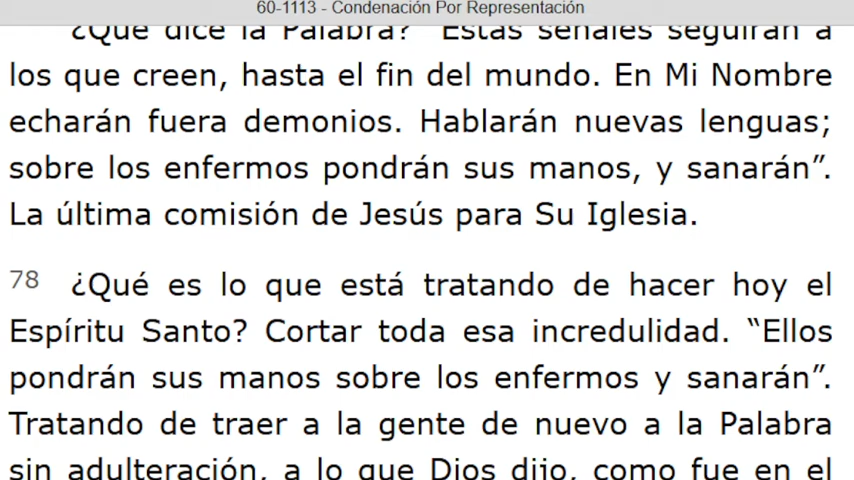 60-1113 - Condenación Por Representación
¿Qué dice la Palabra? “Estas señales seguirán a
los que creen, hasta el fin del mundo. En Mi Nombre
echarán fuera demonios. Hablarán nuevas lenguas;
sobre los enfermos pondrán sus manos, y sanarán”.
La última comisión de Jesús para Su Iglesia.
78 ¿Qué es lo que está tratando de hacer hoy el
Espíritu Santo? Cortar toda esa incredulidad. “Ellos
pondrán sus manos sobre los enfermos y sanarán”.
Tratando de traer a la gente de nuevo a la Palabra
sin adulteración, a lo que Dios dijo, como fue en el